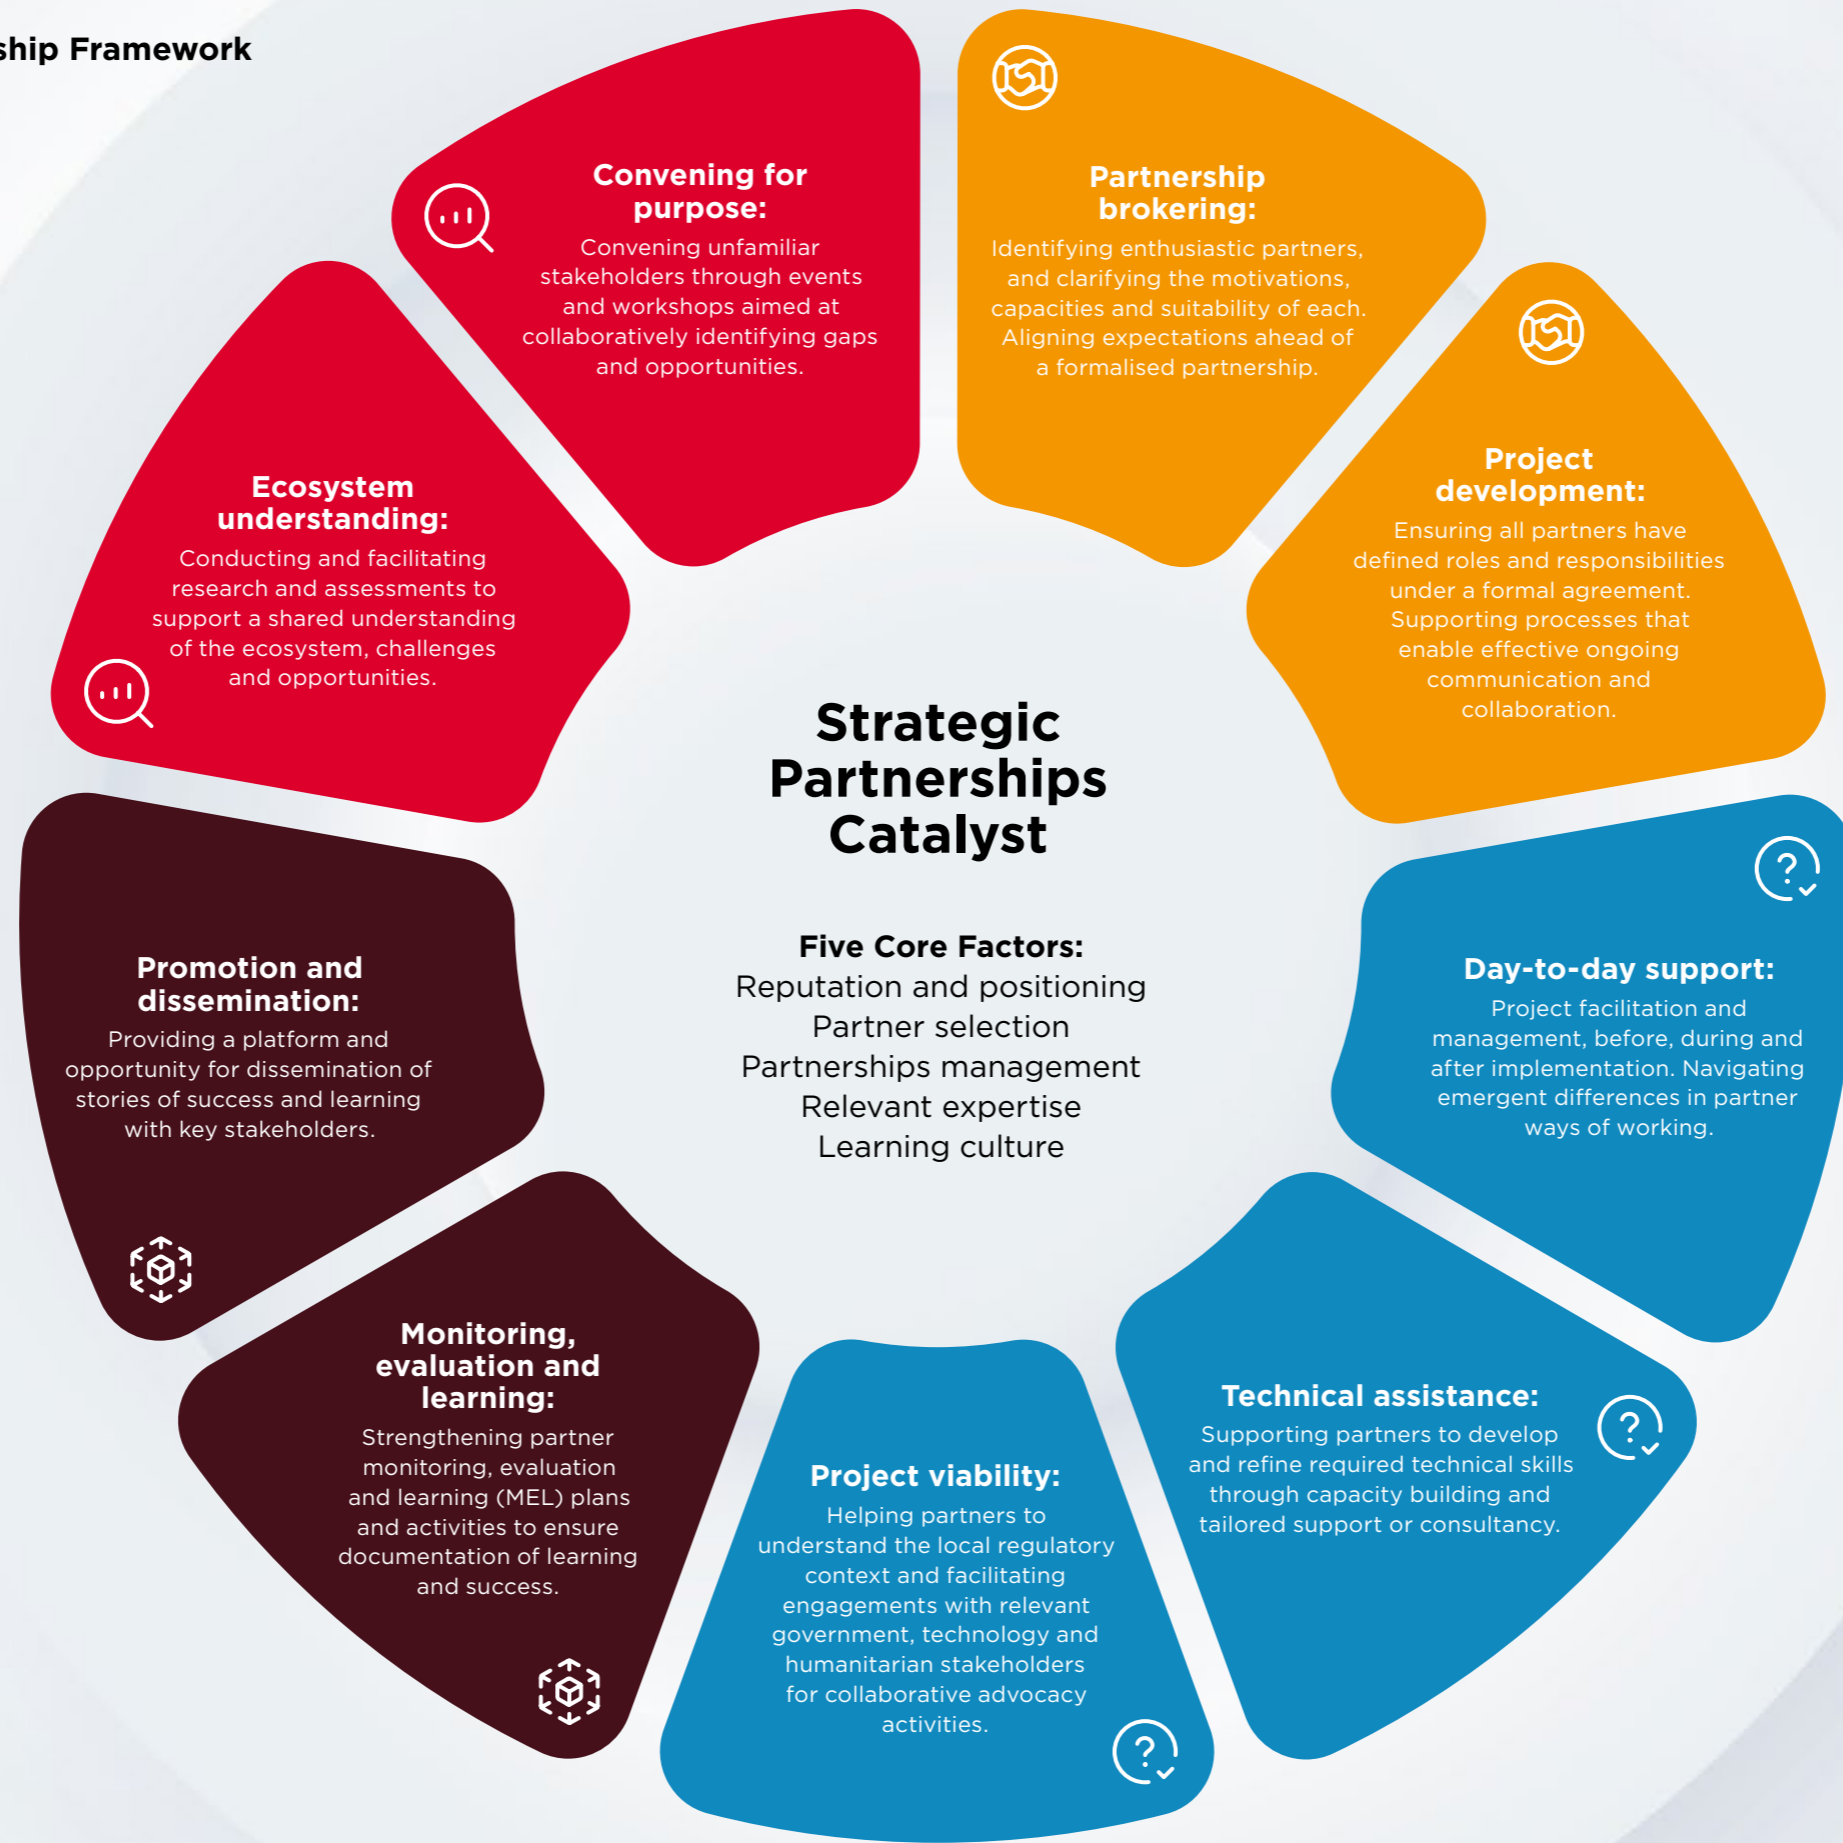 ship Framework
Convening for
purpose:
Convening unfamiliar
stakeholders through events
and workshops aimed at
collaboratively identifying gaps
and opportunities.
Partnership
brokering:
Identifying enthusiastic partners,
and clarifying the motivations,
capacities and suitability of each.
Aligning expectations ahead of
a formalised partnership.
Project
development:
Ensuring all partners have
defined roles and responsibilities
under a formal agreement.
Supporting processes that
enable effective ongoing
communication and
collaboration.
Day-to-day support:
Project facilitation and
management, before, during and
after implementation. Navigating
emergent differences in partner
ways of working.
Technical assistance:
Supporting partners to develop
and refine required technical skills
through capacity building and
tailored support or consultancy.
Project viability:
Helping partners to
understand the local regulatory
context and facilitating
engagements with relevant
government, technology and
humanitarian stakeholders
for collaborative advocacy
activities.
Monitoring,
evaluation and
learning:
Strengthening partner
monitoring, evaluation
and learning (MEL) plans
and activities to ensure
documentation of learning
and success.
Promotion and
dissemination:
Providing a platform and
opportunity for dissemination of
stories of success and learning
with key stakeholders.
Ecosystem
understanding:
Conducting and facilitating
research and assessments to
support a shared understanding
of the ecosystem, challenges
and opportunities.
Strategic
Partnerships
Catalyst
Five Core Factors:
Reputation and positioning
Partner selection
Partnerships management
Relevant expertise
Learning culture